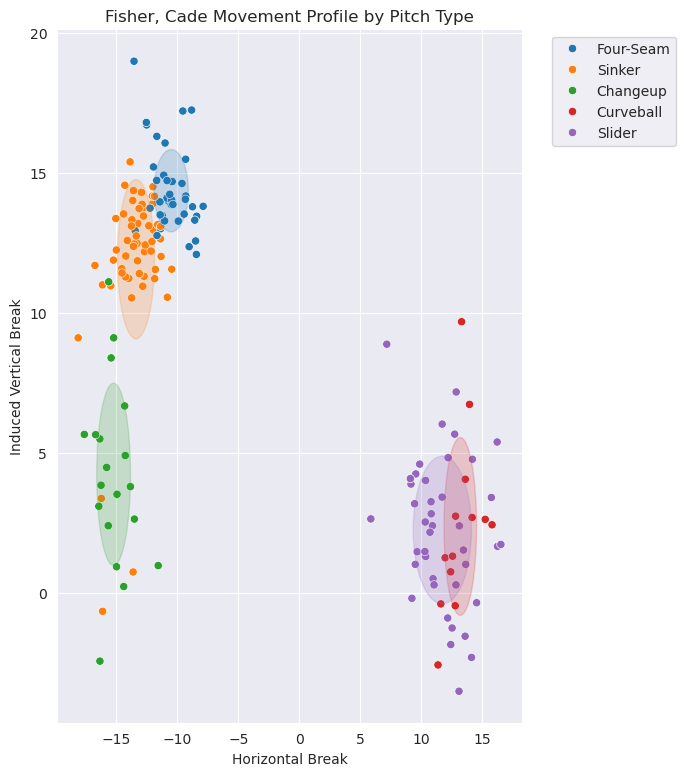 Fisher, Cade Movement Profile by Pitch Type
Four-Seam
Sinker
Changeup
Curveball
Slider
Induced Vertical Break
20
15
10
5
0
−15
−10
−5
0
5
10
15
Horizontal Break